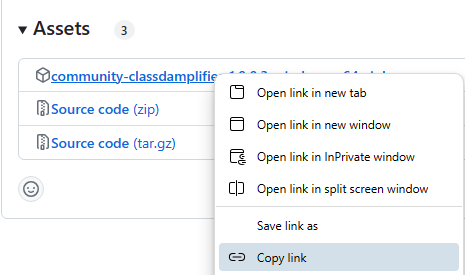 Assets 3
community-classdamplifie
Source code (zip)
Source code (tar.gz)
Open link in new tab
Open link in new window
Open link in InPrivate window
Open link in split screen window
Save link as
Copy link